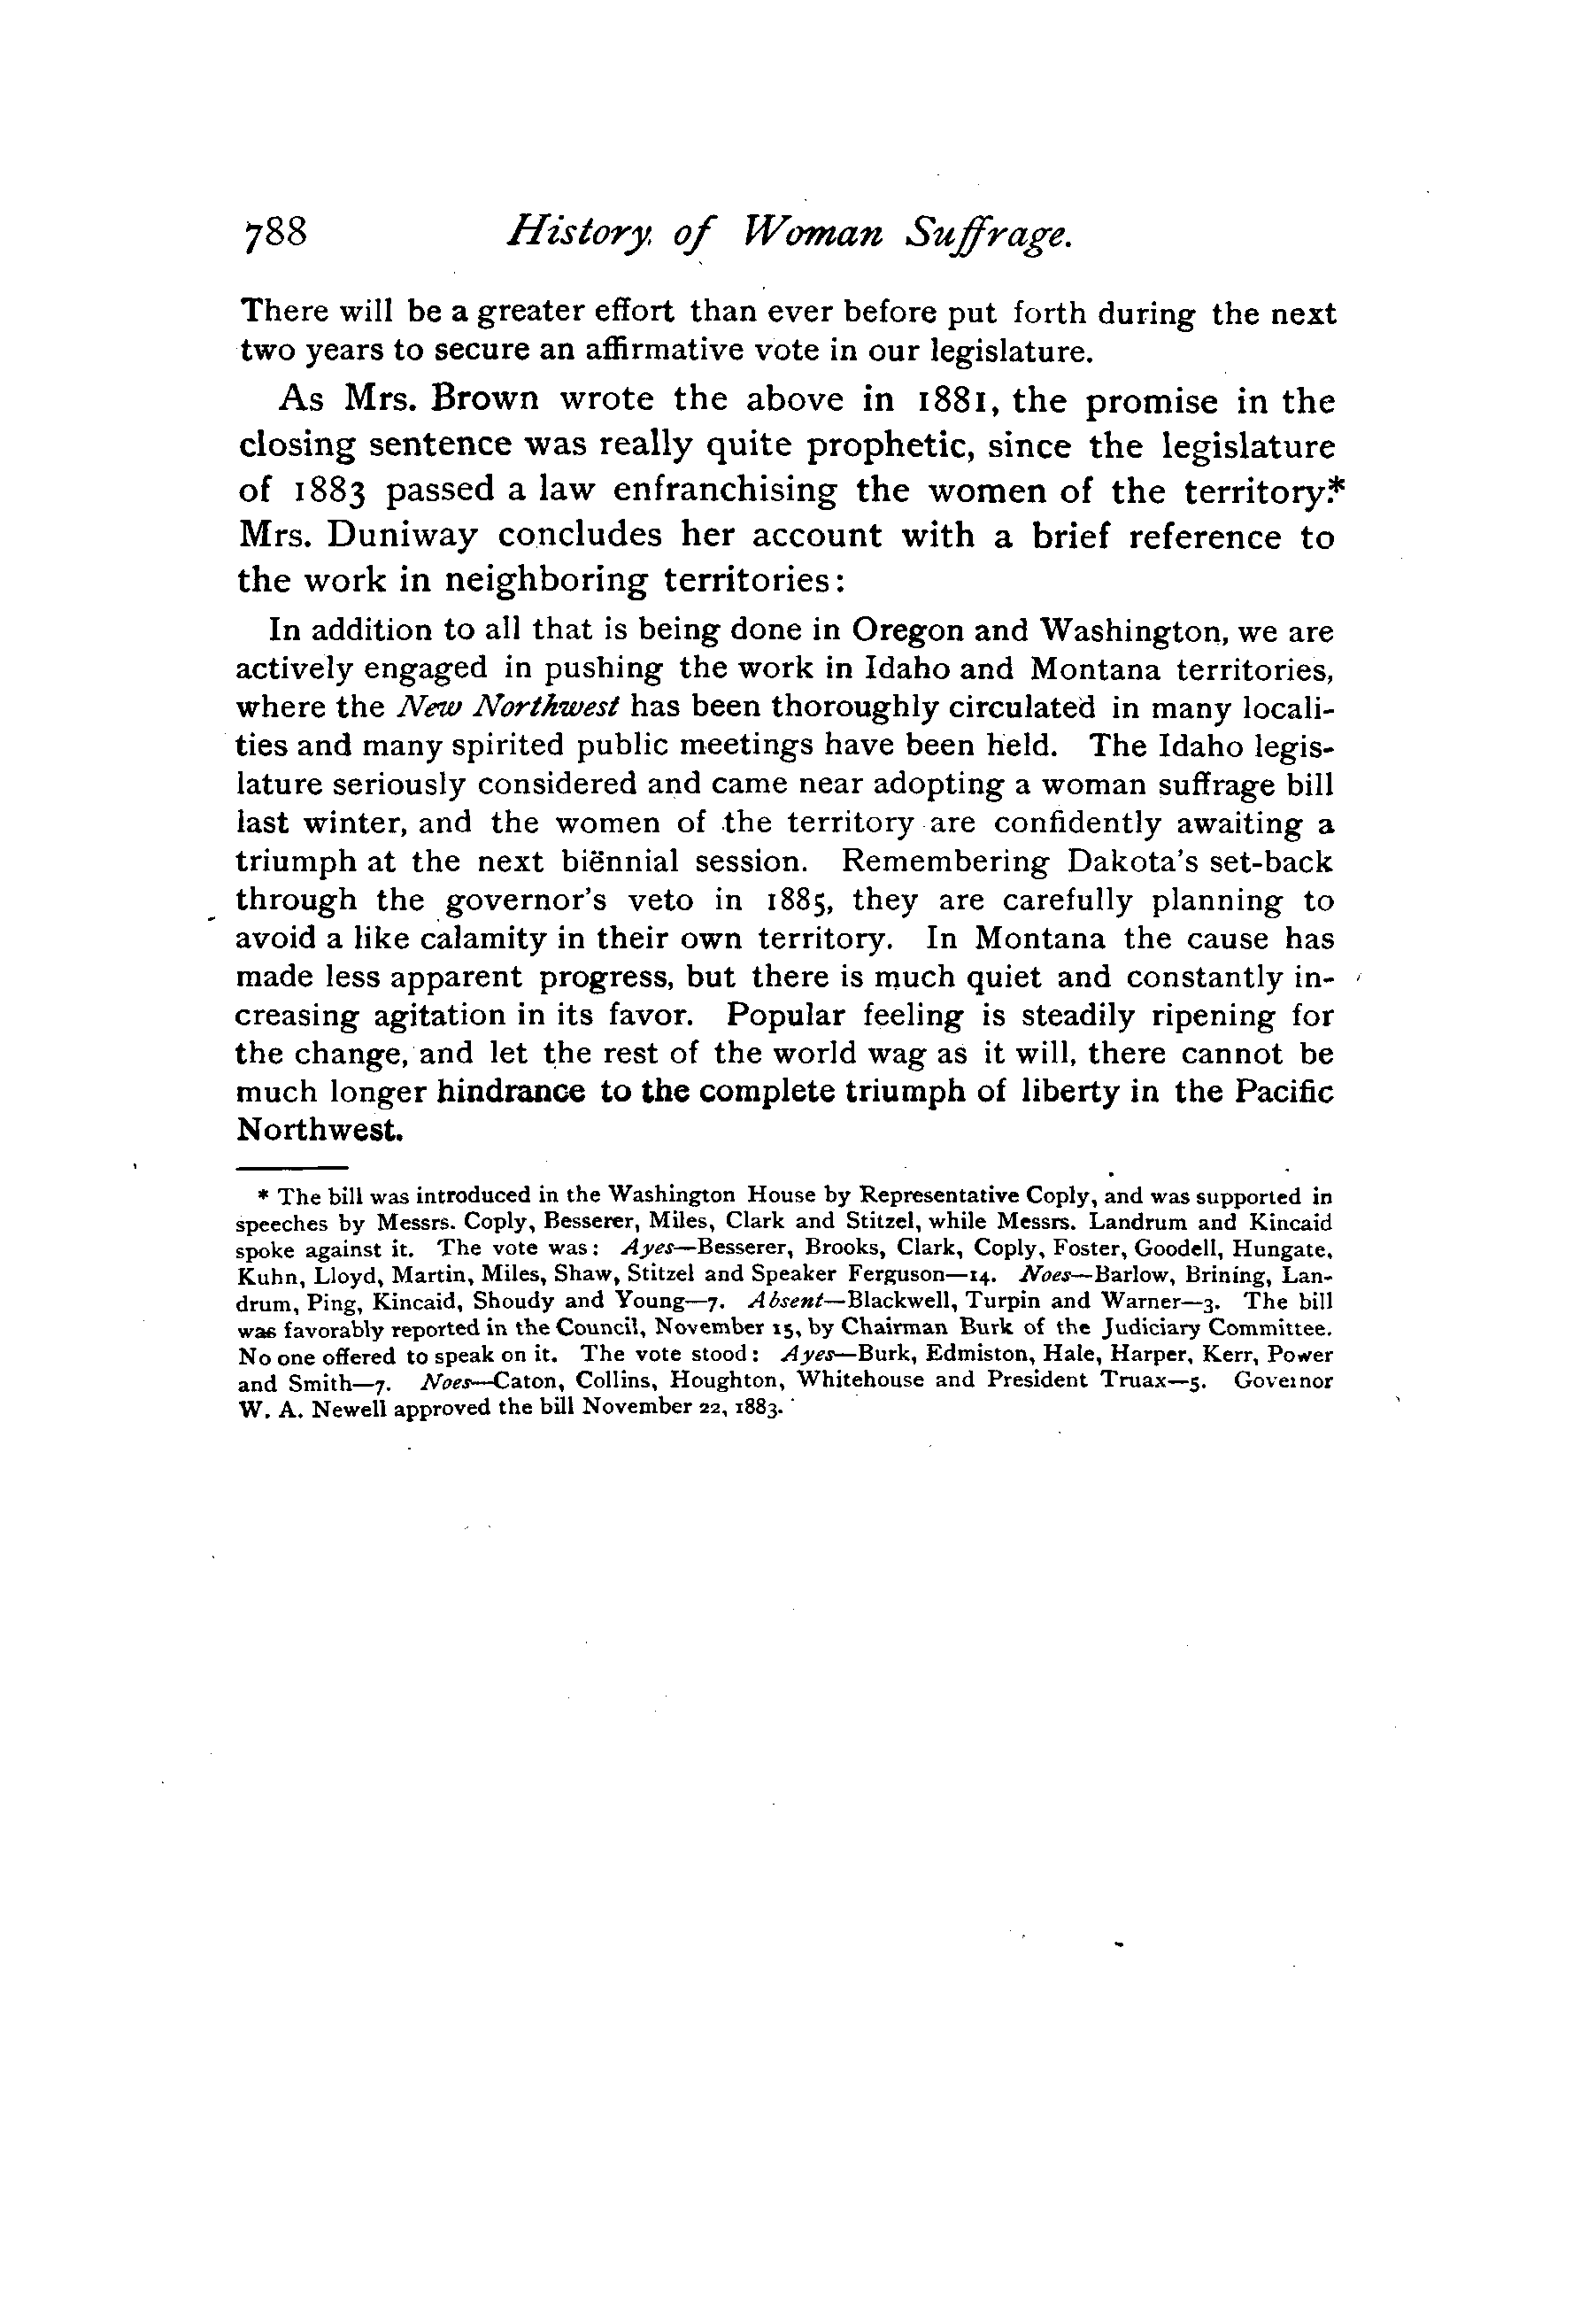 788 History of Woman Suffrage.
There will be a greater effort than ever before put forth during the next
two years to secure an affirmative vote in our legislature.
As Mrs. Brown wrote the above in 1881, the promise in the
closing sentence was really quite prophetic, since the legislature
of 1883 passed a law enfranchising the women of the territory.*
Mrs. Duniway concludes her account with a brief reference to
the work in neighboring territories:
In addition to all that is being done in Oregon and Washington, we are
actively engaged in pushing the work in Idaho and Montana territories,
where the New Northwest has been thoroughly circulated in many locali-
ties and many spirited public meetings have been held. The Idaho legis-
lature seriously considered and came near adopting a woman suffrage bill
last winter, and the women of the territory are confidently awaiting a
triumph at the next biënnial session. Remembering Dakota's set-back
through the governor's veto in 1885, they are carefully planning to
avoid a like calamity in their own territory. In Montana the cause has
made less apparent progress, but there is much quiet and constantly in-
creasing agitation in its favor. Popular feeling is steadily ripening for
the change, and let the rest of the world wag as it will, there cannot be
much longer hindrance to the complete triumph of liberty in the Pacific
Northwest.
* The bill was introduced in the Washington House by Representative Coply, and was supported in
speeches by Messrs. Coply, Besserer, Miles, Clark and Stitzel, while Messrs. Landrum and Kincaid
spoke against it. The vote was: Ayes—Besserer, Brooks, Clark, Coply, Foster, Goodell, Hungate,
Kuhn, Lloyd, Martin, Miles, Shaw, Stitzel and Speaker Ferguson—14. Noes—Barlow, Brining, Lan-
drum, Ping, Kincaid, Shoudy and Young—7. Absent—Blackwell, Turpin and Warner—3. The bill
was favorably reported in the Council, November 15, by Chairman Burk of the Judiciary Committee.
No one offered to speak on it. The vote stood: Ayes—Burk, Edmiston, Hale, Harper, Kerr, Power
and Smith—7. Noes—Caton, Collins, Houghton, Whitehouse and President Truax—5. Governor
W. A. Newell approved the bill November 22, 1883.